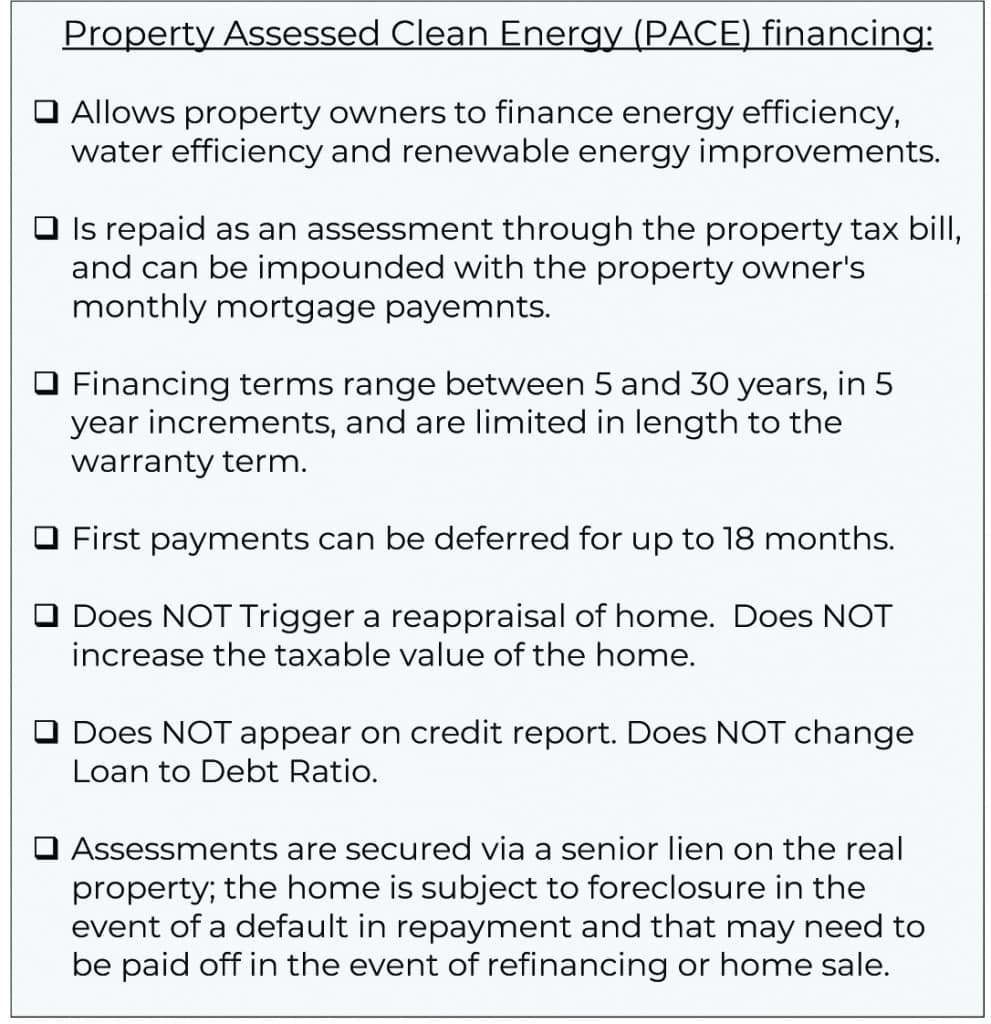 Property Assessed Clean Energy (PACE) financing:
❑ Allows property owners to finance energy efficiency,
water efficiency and renewable energy improvements.
❑ Is repaid as an assessment through the property tax bill,
and can be impounded with the property owner's
monthly mortgage payemnts.
❑ Financing terms range between 5 and 30 years, in 5
year increments, and are limited in length to the
warranty term.
❑ First payments can be deferred for up to 18 months.
❑ Does NOT Trigger a reappraisal of home.  Does NOT
increase the taxable value of the home.
❑ Does NOT appear on credit report. Does NOT change
Loan to Debt Ratio.
❑ Assessments are secured via a senior lien on the real
property; the home is subject to foreclosure in the
event of a default in repayment and that may need to
be paid off in the event of refinancing or home sale.